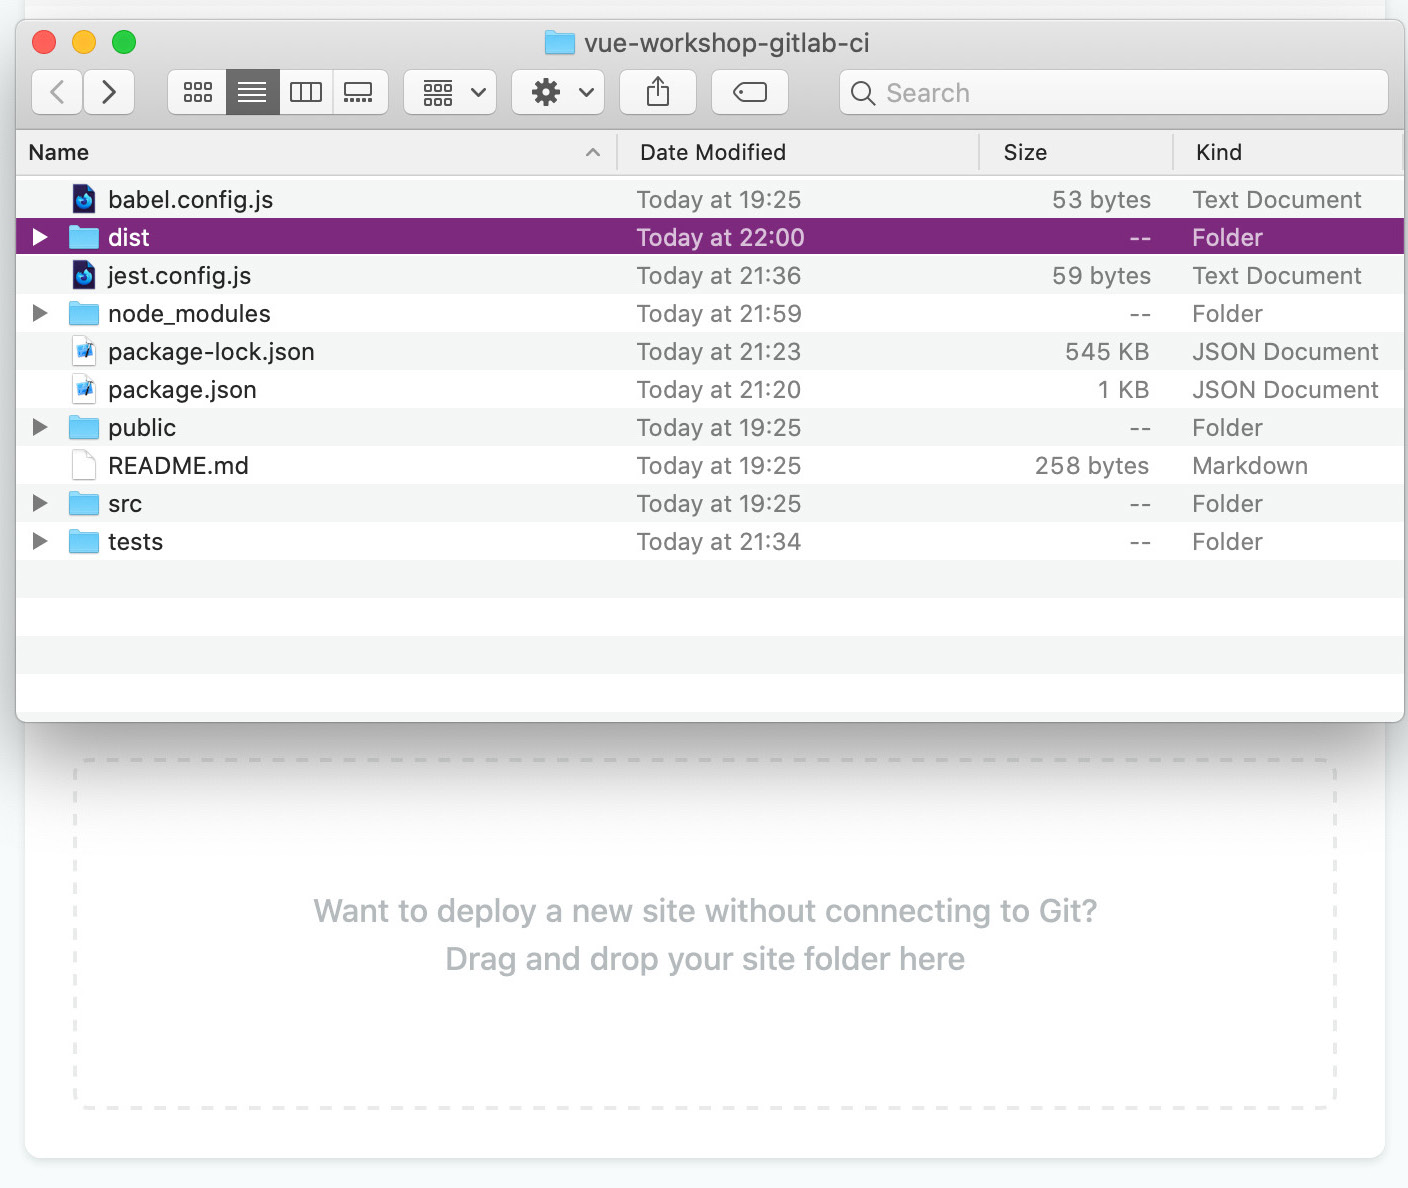 vue-workshop-gitlab-ci
Search
Name Date Modified Size Kind
babel.config.js Today at 19:25 53 bytes Text Document
dist Today at 22:00 -- Folder
jest.config.js Today at 21:36 59 bytes Text Document
node_modules Today at 21:59 -- Folder
package-lock.json Today at 21:23 545 KB JSON Document
package.json Today at 21:20 1 KB JSON Document
public Today at 19:25 -- Folder
README.md Today at 19:25 258 bytes Markdown
src Today at 19:25 -- Folder
tests Today at 21:34 -- Folder
Want to deploy a new site without connecting to Git?
Drag and drop your site folder here